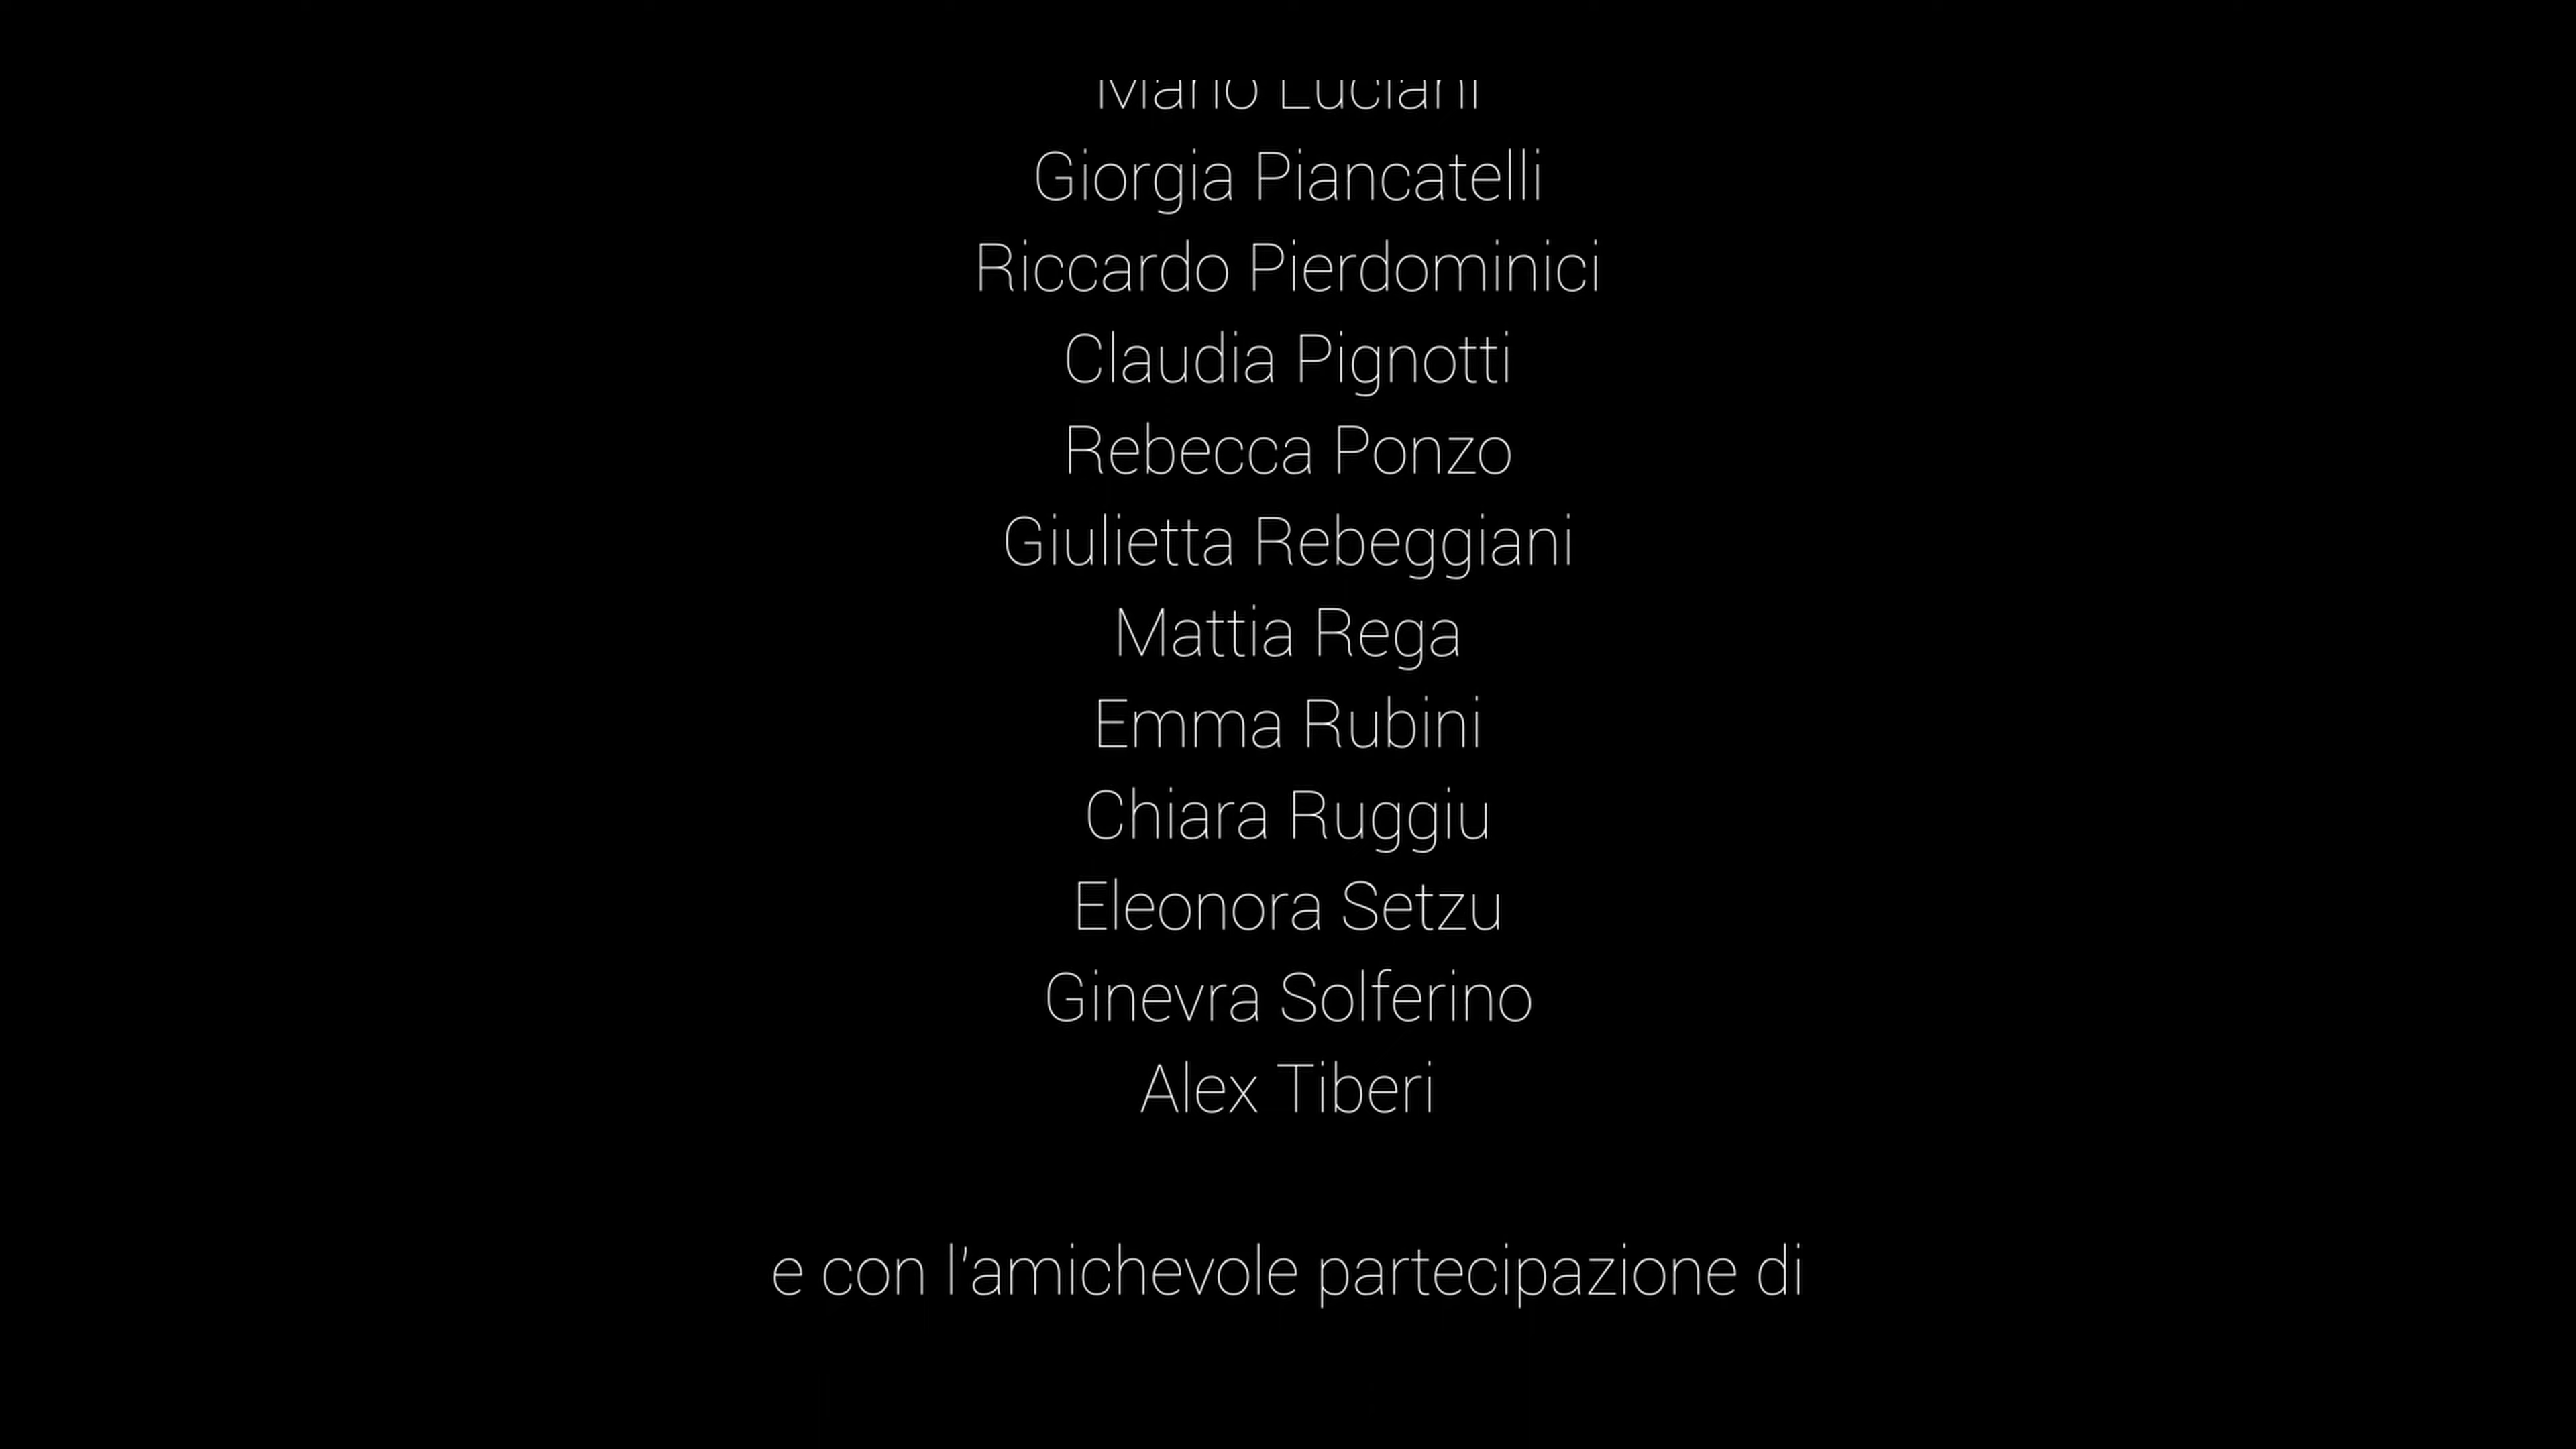 Luciani
Giorgia Piancatelli
Riccardo Pierdominici
Claudia Pignotti
Rebecca Ponzo
Giulietta Rebeggiani
Mattia Rega
Emma Rubini
Chiara Ruggiu
Eleonora Setzu
Ginevra Solferino
Alex Tiberi
e con l'amichevole partecipazione di